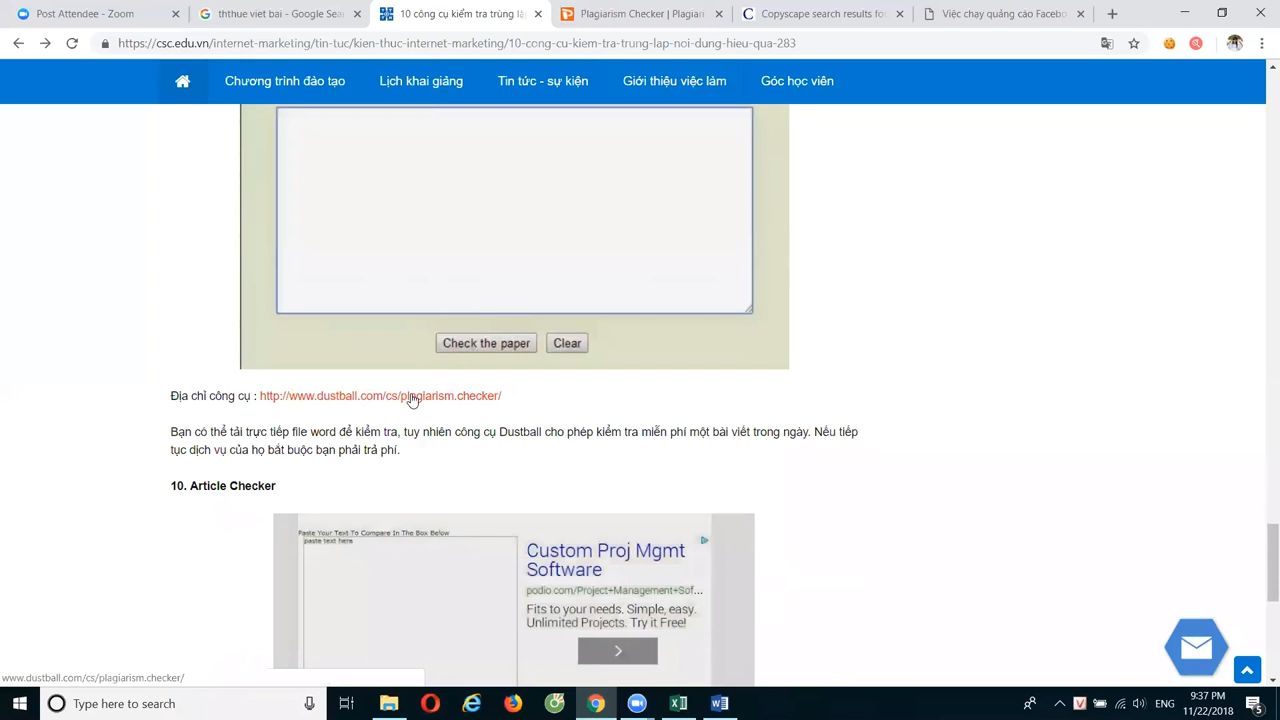 Post Attendee - Zoom
ththue viet bai - Google Sea
10 công cụ kiểm tra trùng lặ
Plagiarism Checker | Plagiari
Copyscape search results fo
Việc chạy quảng cáo Facebo
https://csc.edu.vn/internet-marketing/tin-tuc/kien-thuc-internet-marketing/10-cong-cu-kiem-tra-trung-lap-noi-dung-hieu-qua-283
Chương trình đào tạo
Lịch khai giảng
Tin tức - sự kiện
Giới thiệu việc làm
Góc học viên
Check the paper
Clear
Địa chỉ công cụ : http://www.dustball.com/cs/plagiarism.checker/
Bạn có thể tải trực tiếp file word để kiểm tra, tuy nhiên công cụ Dustball cho phép kiểm tra miễn phí một bài viết trong ngày. Nếu tiếp
tục dịch vụ của họ bắt buộc bạn phải trả phí.
10. Article Checker
Paste Your Text To Compare In The Box Below
paste text here
Custom Proj Mgmt
Software
podio.com/Project+Management+Sof...
Fits to your needs. Simple, easy.
Unlimited Projects. Try it Free!
www.dustball.com/cs/plagiarism.checker/
Type here to search
ENG
9:37 PM
11/22/2018
5